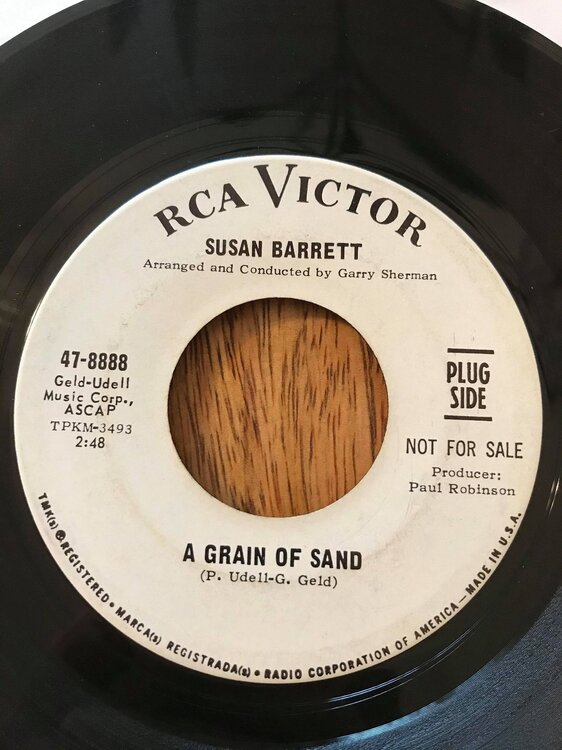 RCA VICTOR
SUSAN BARRETT
Arranged and Conducted by Garry Sherman
47-8888
Geld-Udell
Music Corp.,
ASCAP
TPKM-3493
2:48
PLUG
SIDE
NOT FOR SALE
Producer:
Paul Robinson
A GRAIN OF SAND
(P. Udell-G. Geld)
TMK(s) ® REGISTERED • MARCA(s) REGISTRADA(s) • RADIO CORPORATION OF AMERICA — MADE IN U.S.A.